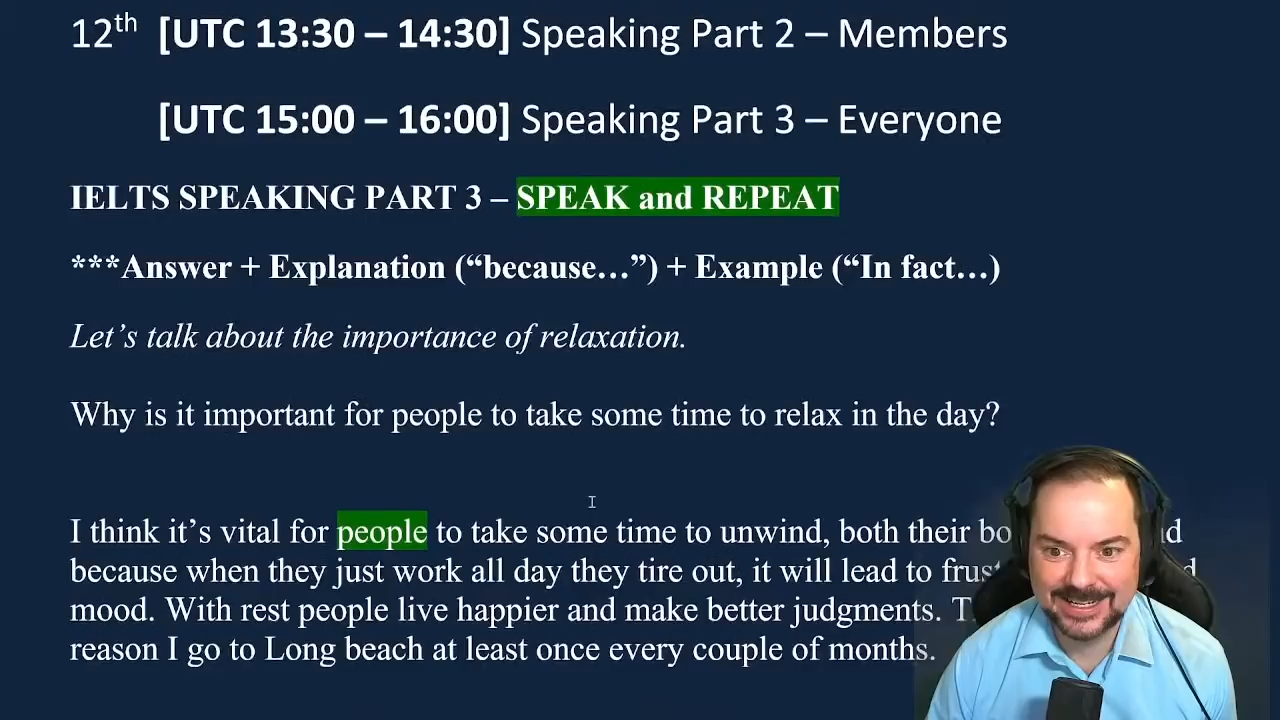 12th [UTC 13:30 – 14:30] Speaking Part 2 – Members
[UTC 15:00 – 16:00] Speaking Part 3 – Everyone
IELTS SPEAKING PART 3 – SPEAK and REPEAT
***Answer + Explanation (“because…”) + Example (“In fact…)
Let’s talk about the importance of relaxation.
Why is it important for people to take some time to relax in the day?
I think it’s vital for people to take some time to unwind, both their
because when they just work all day they tire out, it will lead to
mood. With rest people live happier and make better judgments.
reason I go to Long beach at least once every couple of months.